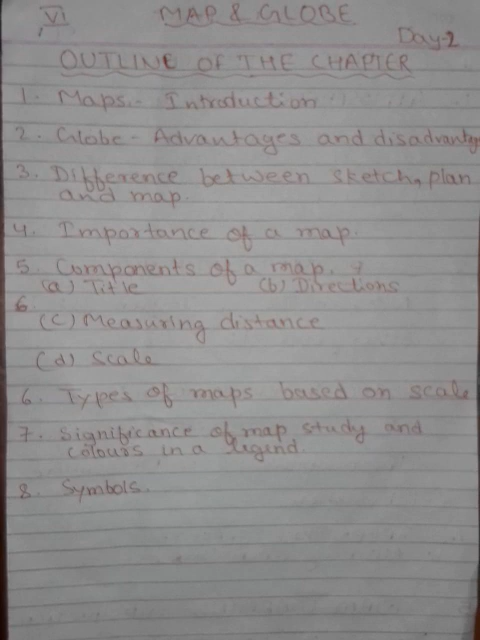 VI
MAP & GLOBE
Day-2
OUTLINE OF THE CHAPTER
1. Maps - Introduction
2. Globe - Advantages and disadvantag
3. Difference between sketch, plan
and map.
4. Importance of a map.
5. Components of a map.
(a) Title (b) Directions
6.
(C) Measuring distance
(d) Scale
6. Types of maps based on scale
7. Significance of map study and
colours in a legend.
8. Symbols.